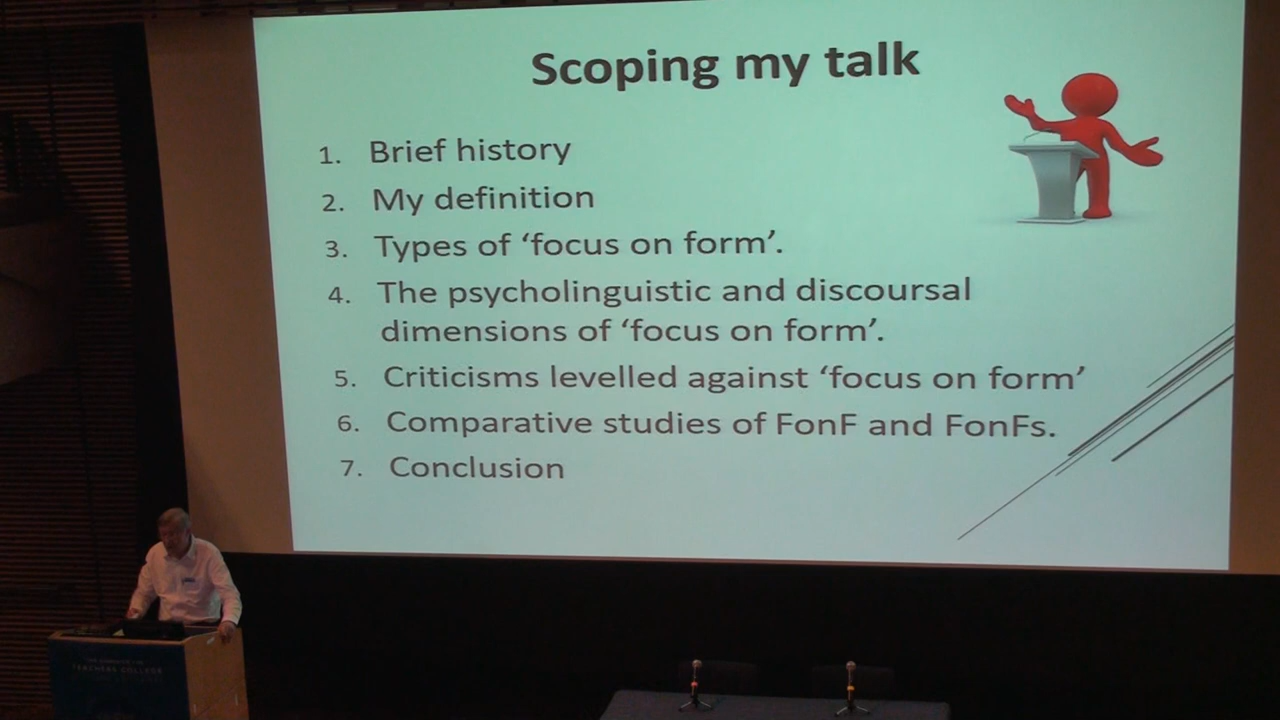 Scoping my talk
1. Brief history
2. My definition
3. Types of ‘focus on form’.
4. The psycholinguistic and discoursal
dimensions of ‘focus on form’.
5. Criticisms levelled against ‘focus on form’
6. Comparative studies of FonF and FonFs.
7. Conclusion
TEACHERS COLLEGE